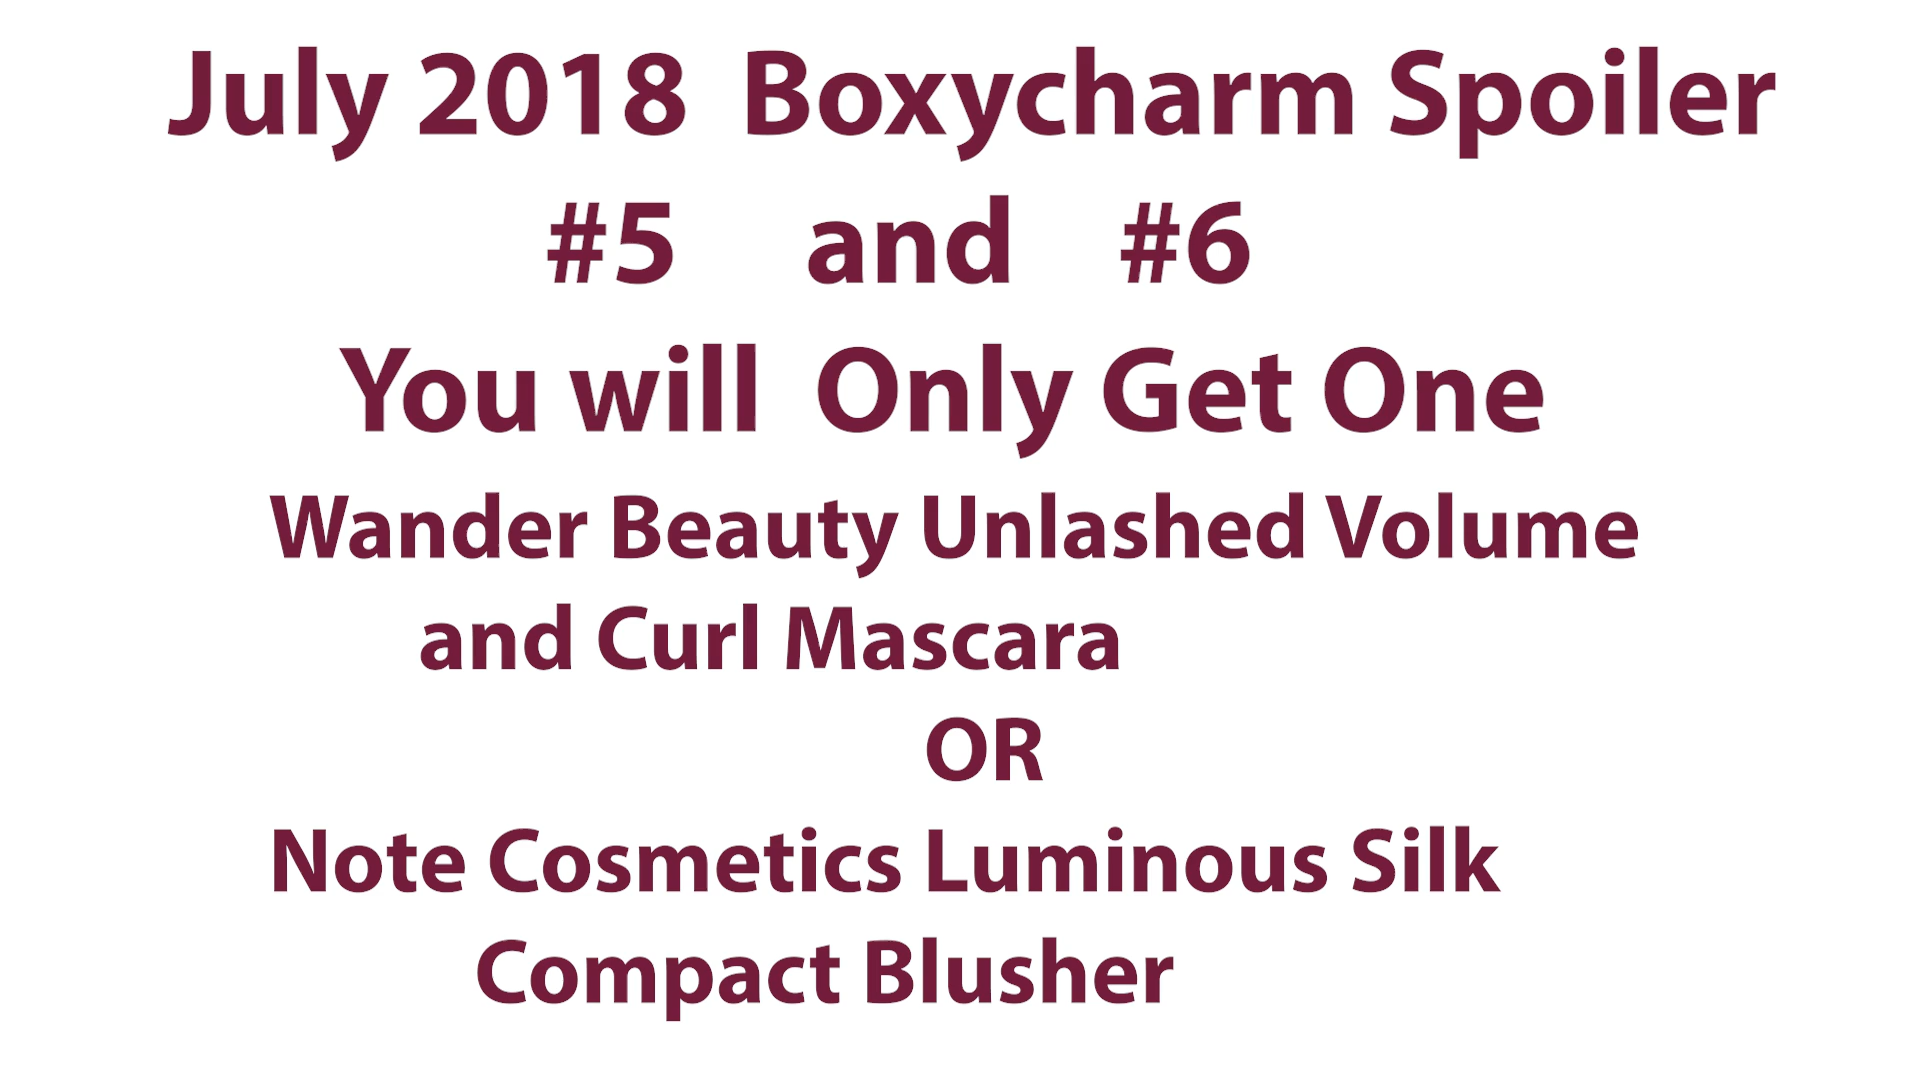 July 2018 Boxycharm Spoiler
#5 and #6
You will Only Get One
Wander Beauty Unlashed Volume
and Curl Mascara
OR
Note Cosmetics Luminous Silk
Compact Blusher